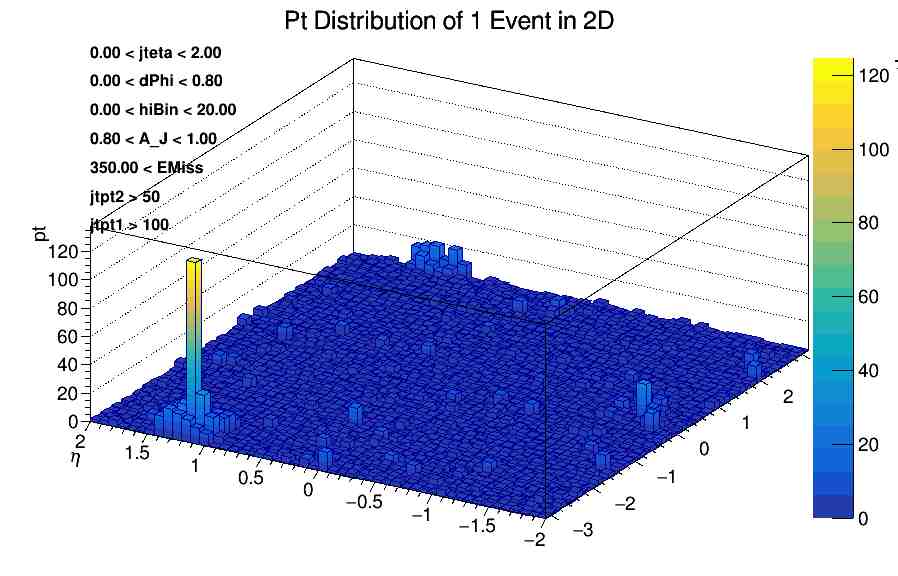 Pt Distribution of 1 Event in 2D
0.00 < jteta < 2.00
0.00 < dPhi < 0.80
0.00 < hiBin < 20.00
0.80 < A_J < 1.00
350.00 < EMiss
jtpt2 > 50
jtpt1 > 100
pt
120
100
80
60
40
20
0
2
1.5
1
0.5
0
−0.5
−1
−1.5
−2
η
−3
−2
−1
0
1
2
120
100
80
60
40
20
0